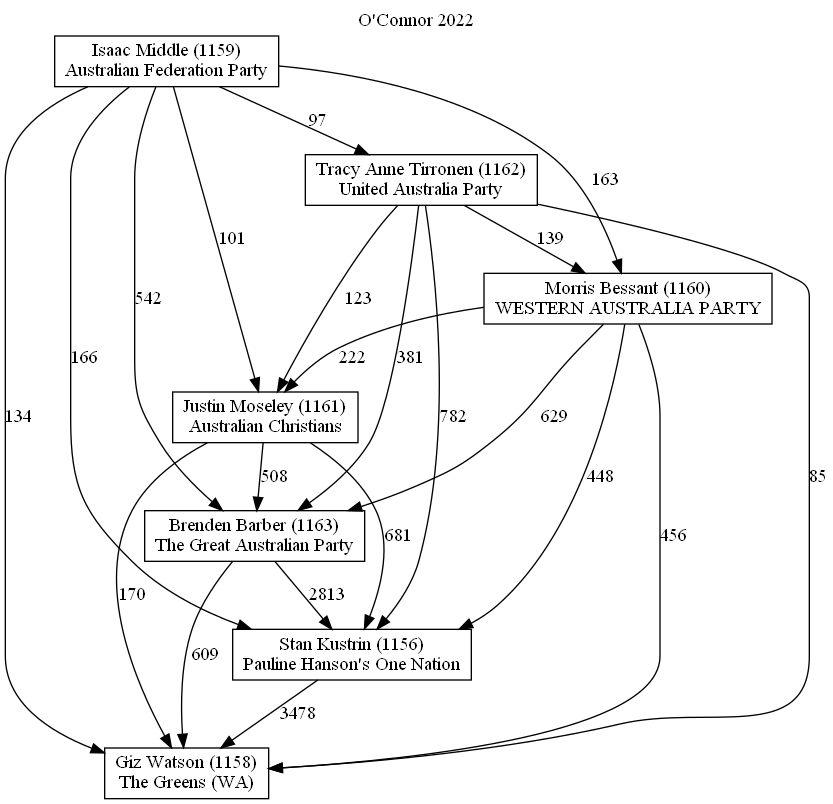 O'Connor 2022
Isaac Middle (1159)
Australian Federation Party
97
Tracy Anne Tirronen (1162)
United Australia Party
163
101
139
Morris Bessant (1160)
WESTERN AUSTRALIA PARTY
542
123
166
222
381
Justin Moseley (1161)
Australian Christians
134
782
629
85
508
448
Brenden Barber (1163)
The Great Australian Party
681
456
170
2813
609
Stan Kustrin (1156)
Pauline Hanson's One Nation
3478
Giz Watson (1158)
The Greens (WA)